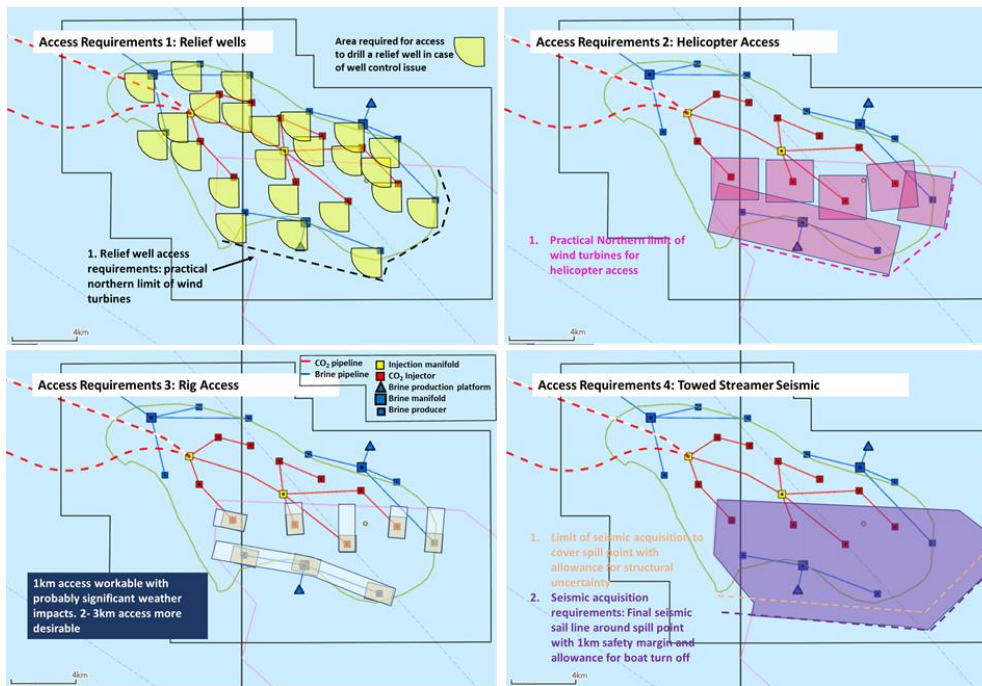 Access Requirements 1: Relief wells
Area required for access
to drill a relief well in case
of well control issue
1. Relief well access
requirements: practical
northern limit of wind
turbines
4km
Access Requirements 2: Helicopter Access
1. Practical Northern limit of
wind turbines for
helicopter access
4km
Access Requirements 3: Rig Access
CO₂ pipeline
Brine pipeline
Injection manifold
CO₂ Injector
Brine production platform
Brine manifold
Brine producer
1km access workable with
probably significant weather
impacts. 2- 3km access more
desirable
4km
Access Requirements 4: Towed Streamer Seismic
1. Limit of seismic acquisition to
cover spill point with
allowance for structural
uncertainty
2. Seismic acquisition
requirements: Final seismic
sail line around spill point
with 1km safety margin and
allowance for boat turn off
4km